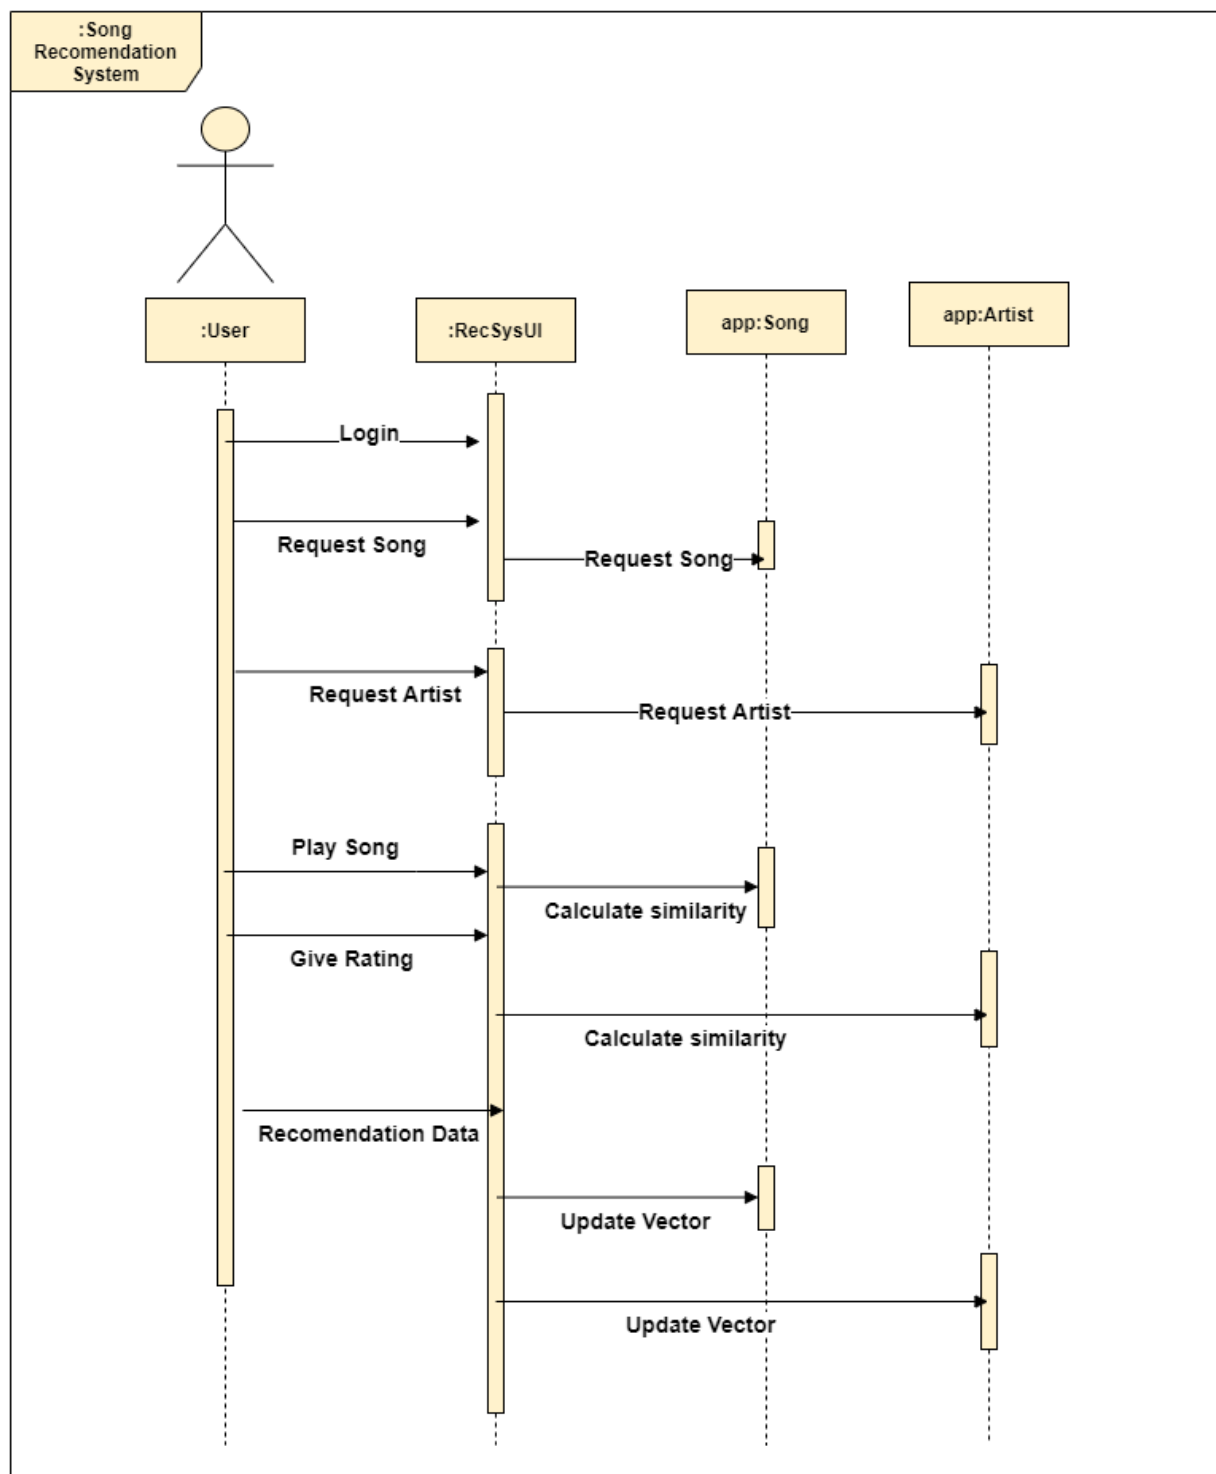 :Song
Recomendation
System
:User
:RecSysUI
app:Song
app:Artist
Login
Request Song
Request Song
Request Artist
Request Artist
Play Song
Calculate similarity
Give Rating
Calculate similarity
Recomendation Data
Update Vector
Update Vector